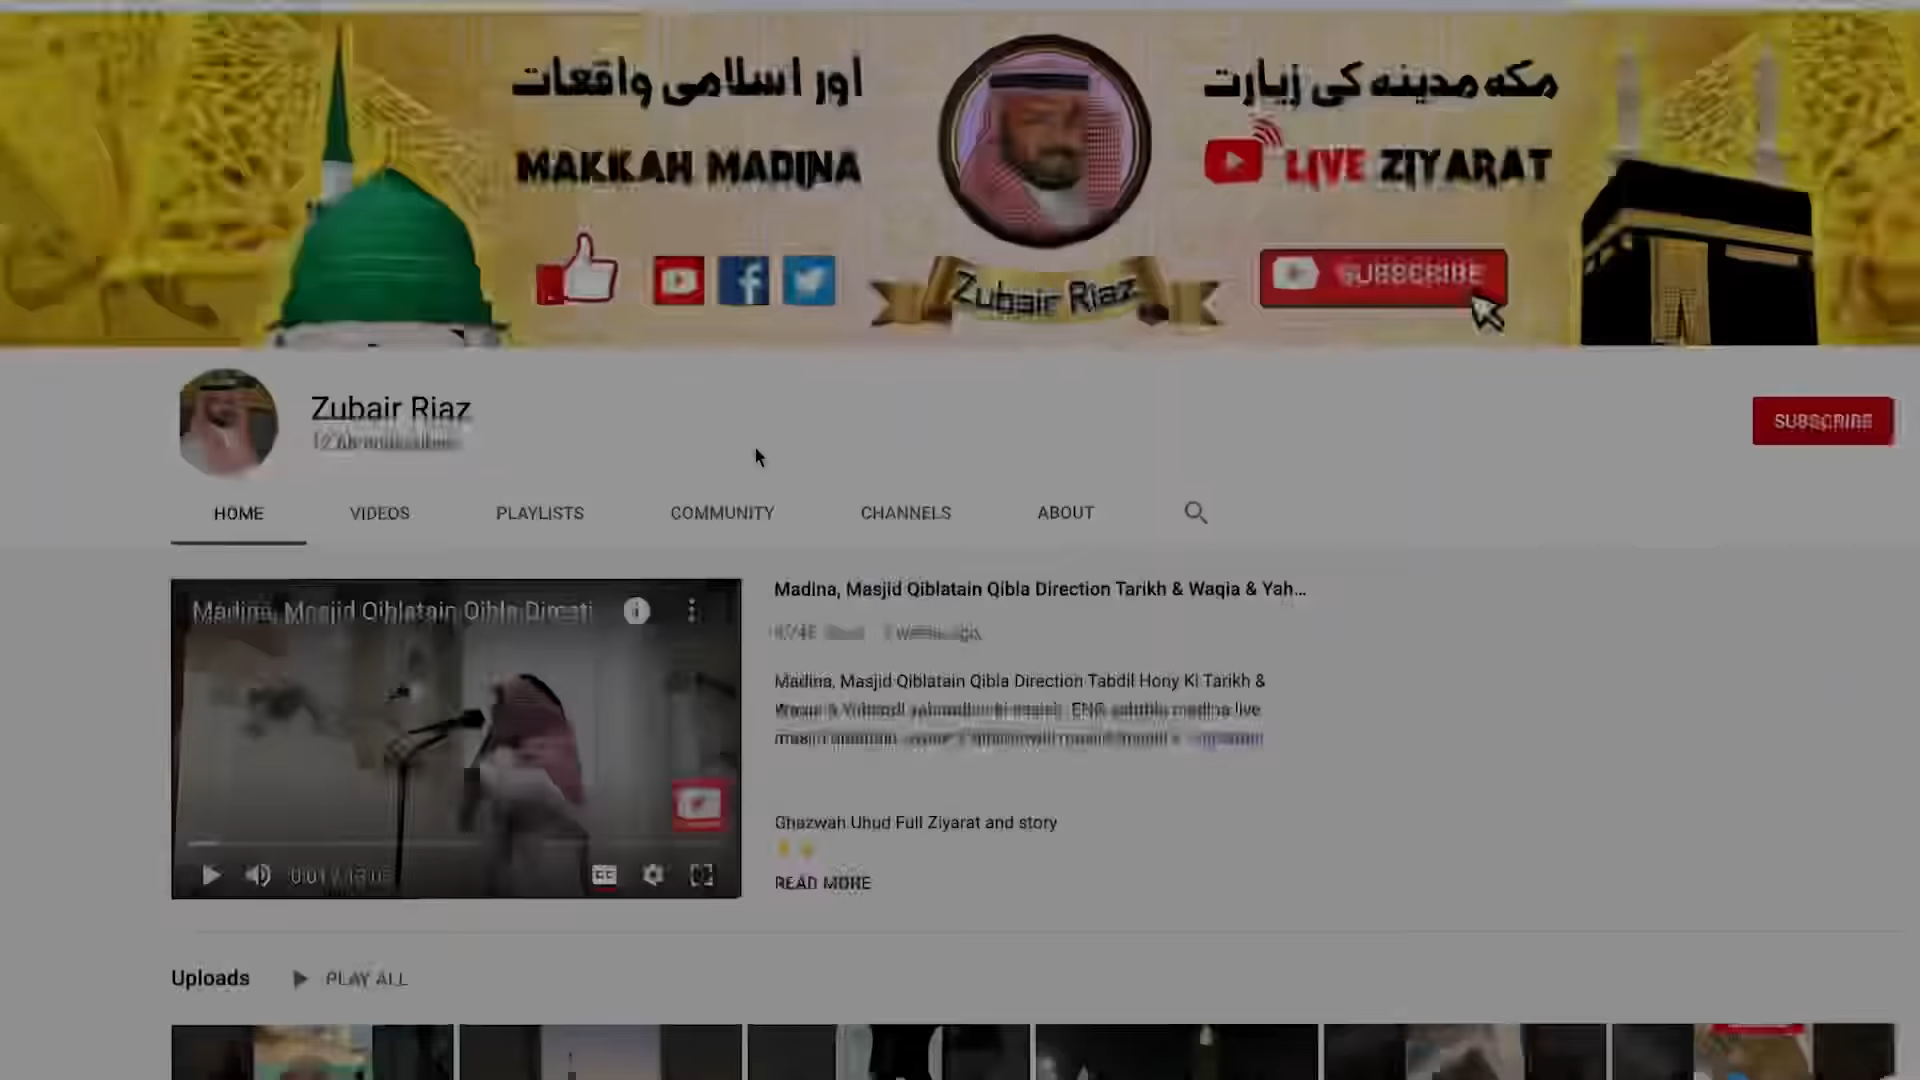 اور اسلامی واقعات
مکہ مدینہ کی زیارت
MAKKAH MADINA
LIVE ZIYARAT
Zubair Riaz
SUBSCRIBE
Zubair Riaz
SUBSCRIBE
HOME
VIDEOS
PLAYLISTS
COMMUNITY
CHANNELS
ABOUT
Madina, Masjid Qiblatain Qibla Directi
Madina, Masjid Qiblatain Qibla Direction Tarikh & Waqia & Yah...
Madina, Masjid Qiblatain Qibla Direction Tabdil Hony Ki Tarikh &
Ghazwah Uhud Full Ziyarat and story
READ MORE
Uploads
PLAY ALL